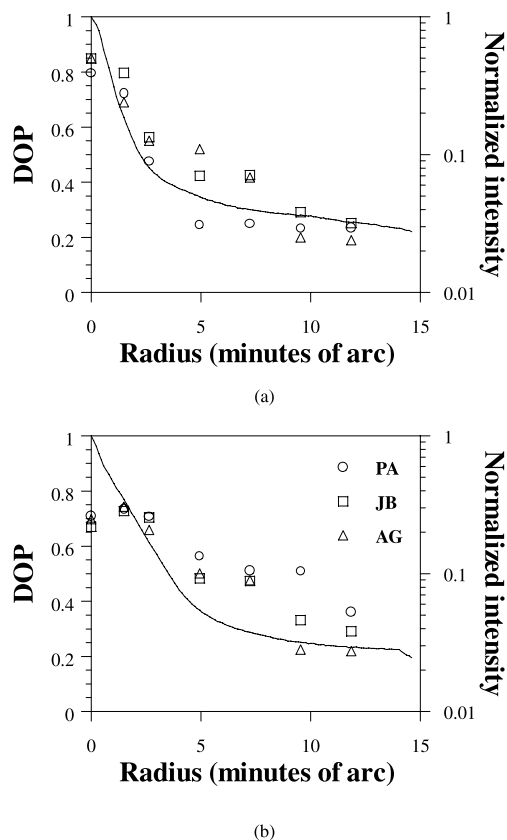 1
0.8
0.6
0.4
0.2
0
DOP
1
0.1
0.01
Normalized intensity
0 5 10 15
Radius (minutes of arc)
(a)
1
0.8
0.6
0.4
0.2
0
DOP
PA
JB
AG
1
0.1
0.01
Normalized intensity
0 5 10 15
Radius (minutes of arc)
(b)